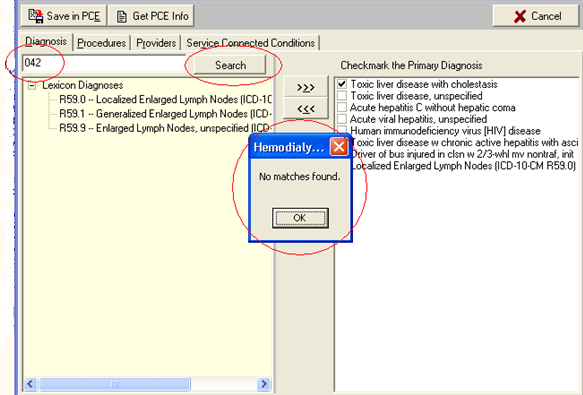 Save in PCE Get PCE Info Cancel
Diagnosis Procedures Providers Service Connected Conditions
042 Search
Checkmark the Primary Diagnosis
Lexicon Diagnoses
R59.0 -- Localized Enlarged Lymph Nodes (ICD-10
R59.1 -- Generalized Enlarged Lymph Nodes (ICD-
R59.9 -- Enlarged Lymph Nodes, unspecified (ICD-
>>>
<<<
Toxic liver disease with cholestasis
Toxic liver disease, unspecified
Acute hepatitis C without hepatic coma
Acute viral hepatitis, unspecified
Human immunodeficiency virus [HIV] disease
Toxic liver disease w chronic active hepatitis with asci
Driver of bus injured in clsn w 2/3-whl mv nontraf, init
Localized Enlarged Lymph Nodes (ICD-10-CM R59.0)
Hemodialy...
No matches found.
OK